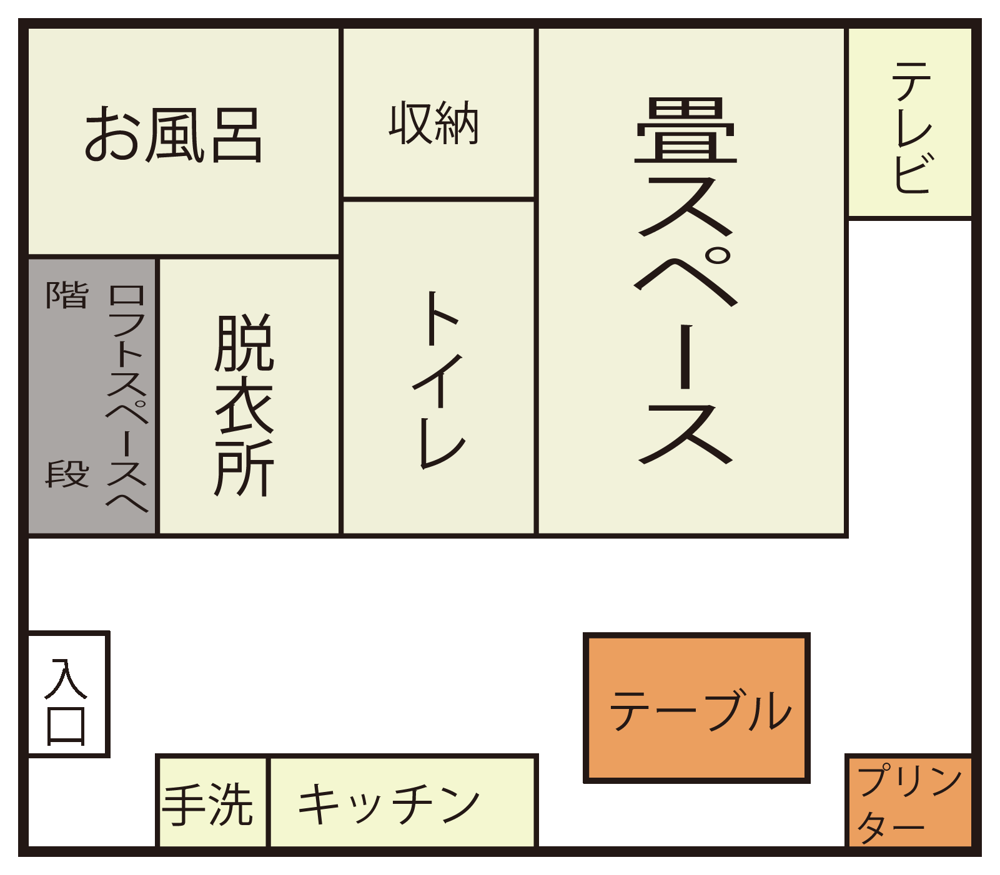 お風呂
収納
畳スペース
テレビ
階段
ロフトスペースへ
脱衣所
トイレ
入口
テーブル
手洗
キッチン
プリン
ター